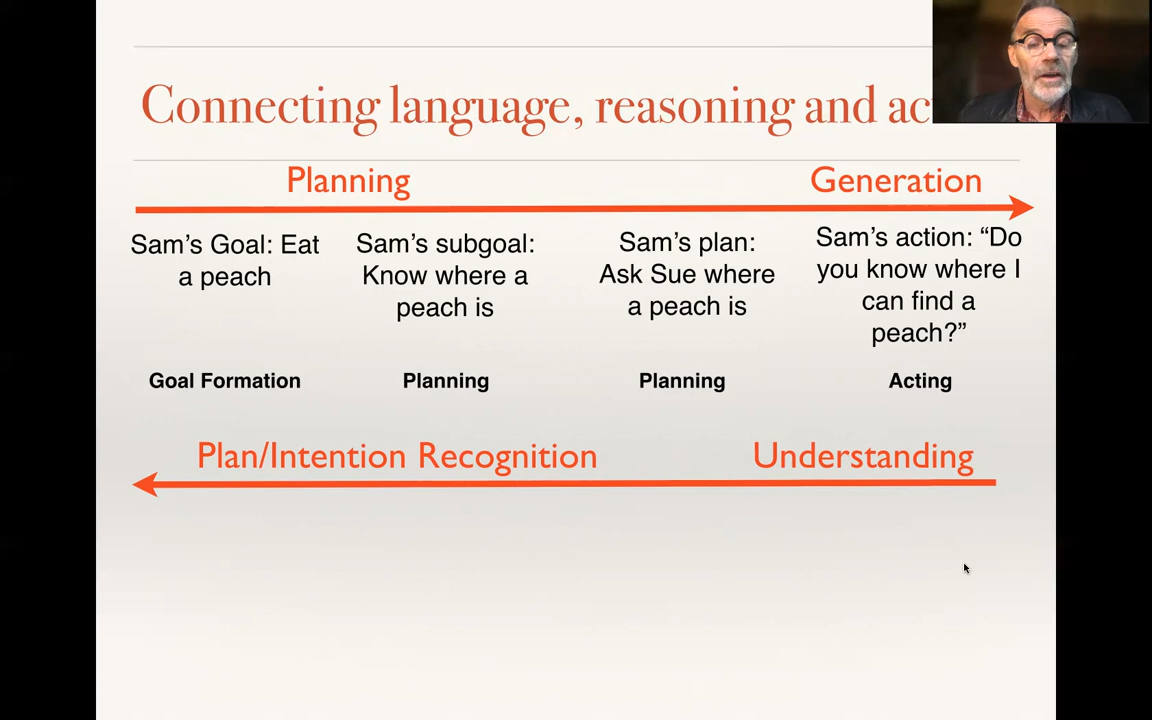 Connecting language, reasoning and
Planning
Generation
Sam's Goal: Eat
a peach
Sam's subgoal:
Know where a
peach is
Sam's plan:
Ask Sue where
a peach is
Sam's action: “Do
you know where I
can find a
peach?”
Goal Formation
Planning
Planning
Acting
Plan/Intention Recognition
Understanding